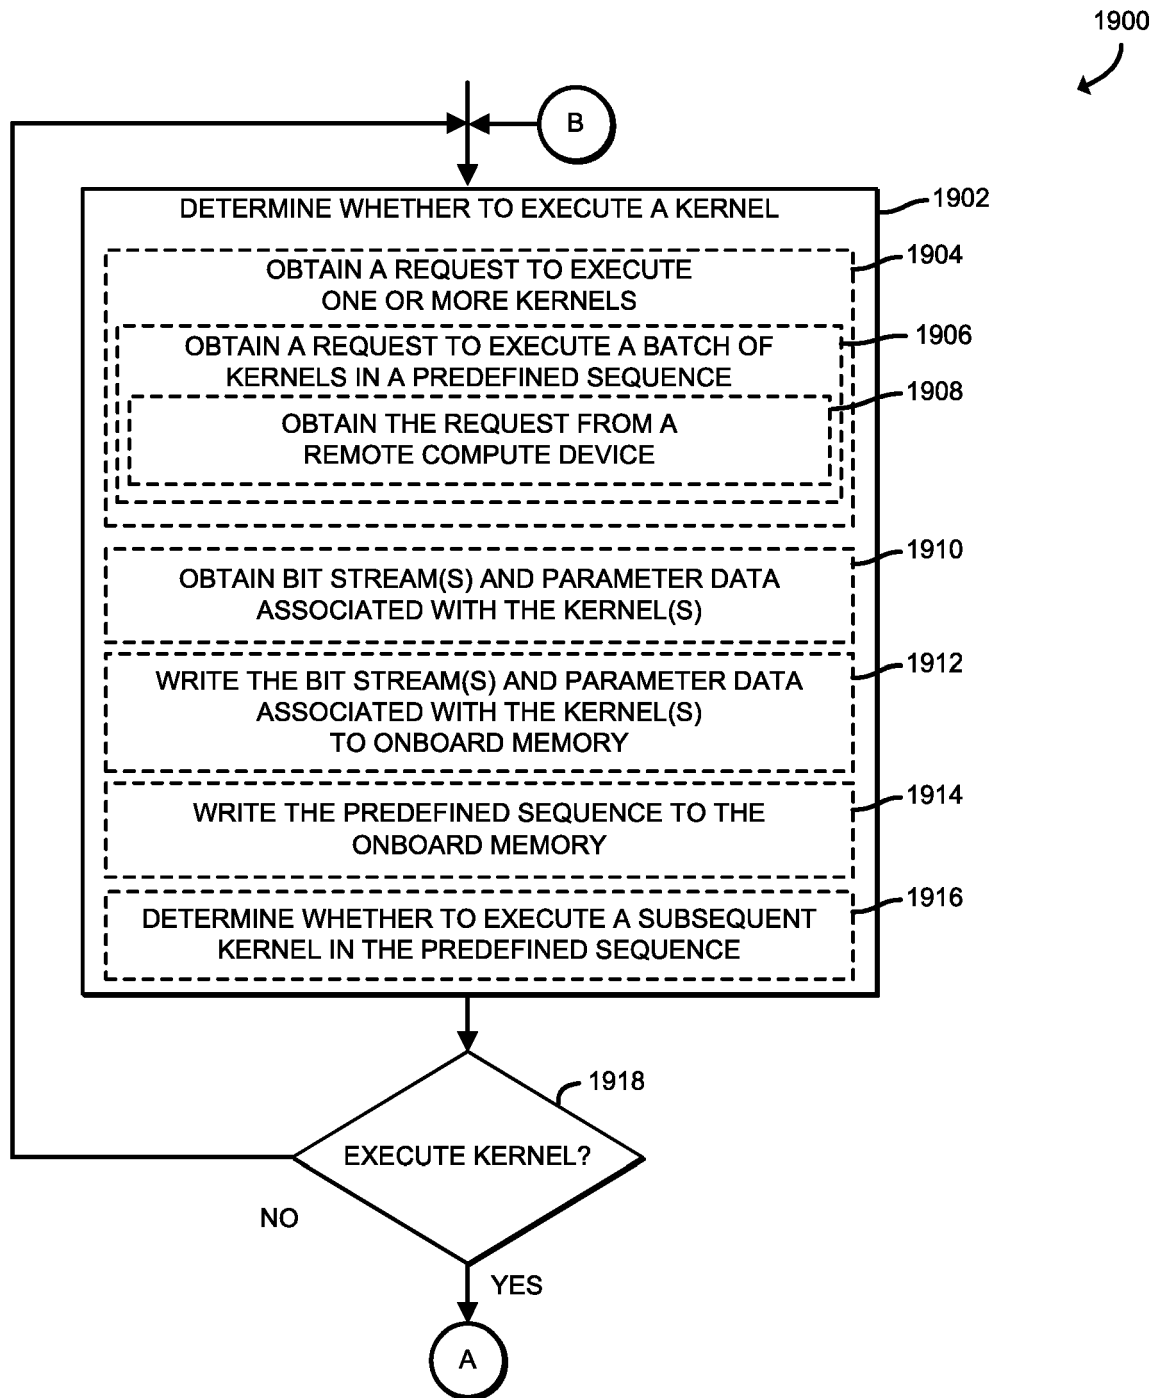 1900
B
DETERMINE WHETHER TO EXECUTE A KERNEL
1902
OBTAIN A REQUEST TO EXECUTE
ONE OR MORE KERNELS
1904
OBTAIN A REQUEST TO EXECUTE A BATCH OF
KERNELS IN A PREDEFINED SEQUENCE
1906
OBTAIN THE REQUEST FROM A
REMOTE COMPUTE DEVICE
1908
OBTAIN BIT STREAM(S) AND PARAMETER DATA
ASSOCIATED WITH THE KERNEL(S)
1910
WRITE THE BIT STREAM(S) AND PARAMETER DATA
ASSOCIATED WITH THE KERNEL(S)
TO ONBOARD MEMORY
1912
WRITE THE PREDEFINED SEQUENCE TO THE
ONBOARD MEMORY
1914
DETERMINE WHETHER TO EXECUTE A SUBSEQUENT
KERNEL IN THE PREDEFINED SEQUENCE
1916
1918
EXECUTE KERNEL?
NO
YES
A